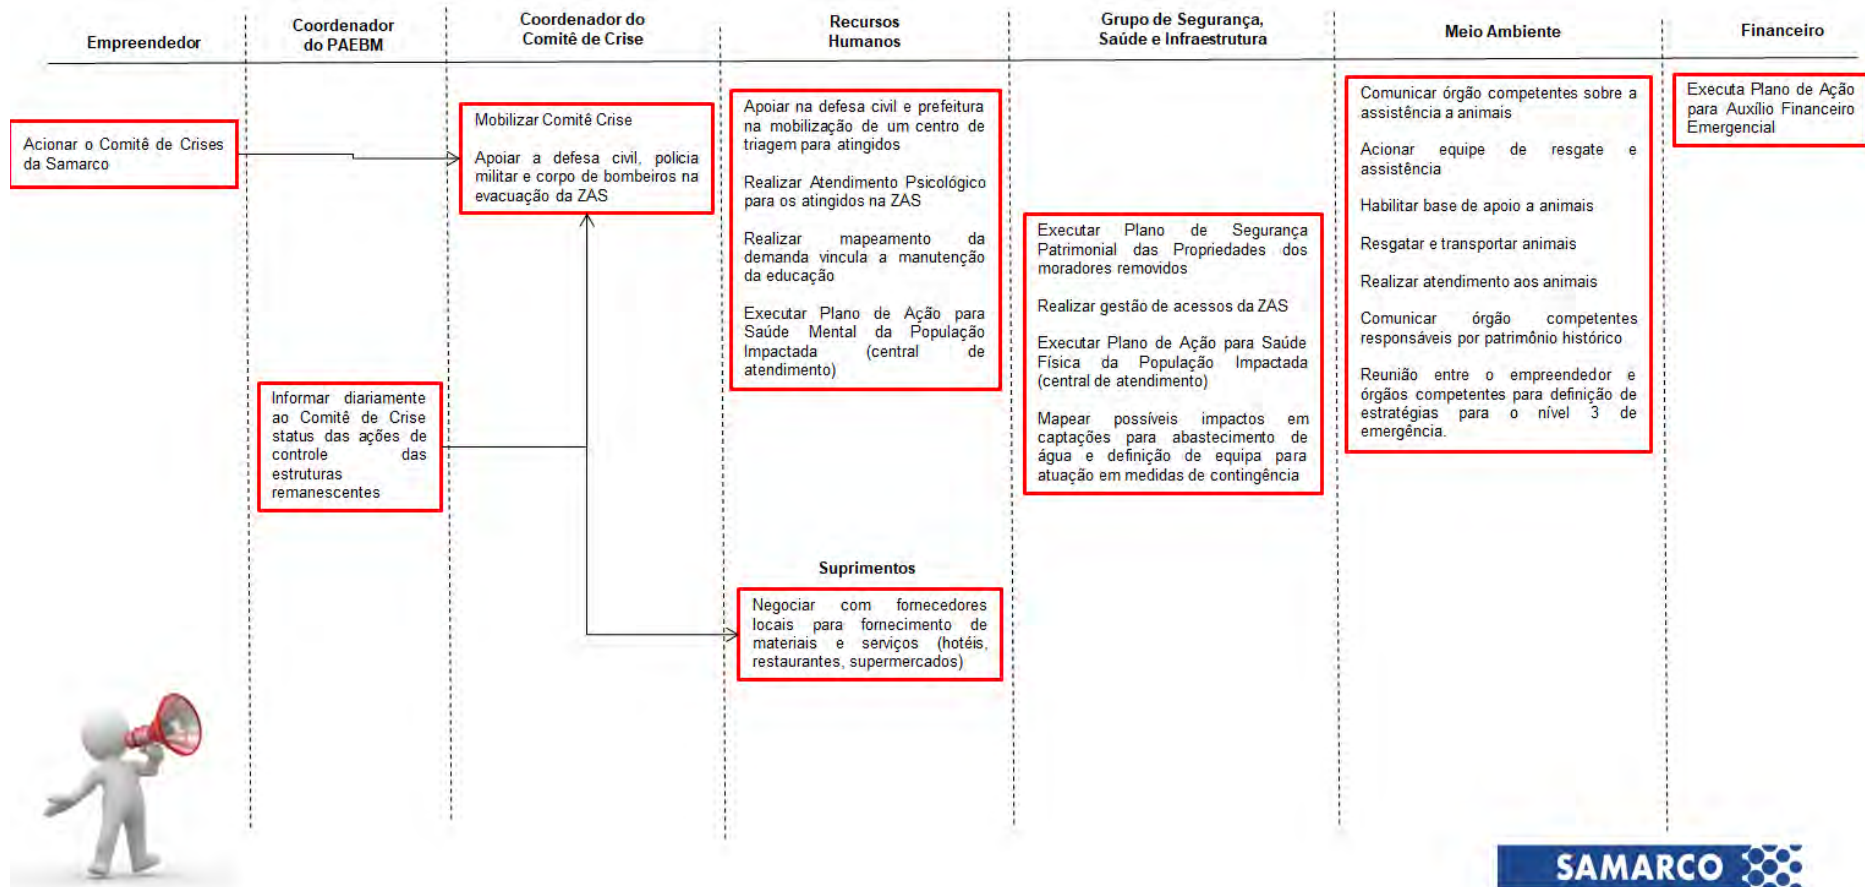 Empreendedor
Coordenador
do PAEBM
Coordenador do
Comitê de Crise
Recursos
Humanos
Grupo de Segurança,
Saúde e Infraestrutura
Meio Ambiente
Financeiro
Acionar o Comitê de Crises
da Samarco
Informar diariamente
ao Comitê de Crise
status das ações de
controle das
estruturas
remanescentes
Mobilizar Comitê Crise
Apoiar a defesa civil, policia
militar e corpo de bombeiros na
evacuação da ZAS
Apoiar na defesa civil e prefeitura
na mobilização de um centro de
triagem para atingidos
Realizar Atendimento Psicológico
para os atingidos na ZAS
Realizar mapeamento da
demanda vincula a manutenção
da educação
Executar Plano de Ação para
Saúde Mental da População
Impactada (central de
atendimento)
Suprimentos
Negociar com fornecedores
locais para fornecimento de
materiais e serviços (hotéis,
restaurantes, supermercados)
Executar Plano de Segurança
Patrimonial das Propriedades dos
moradores removidos
Realizar gestão de acessos da ZAS
Executar Plano de Ação para Saúde
Física da População Impactada
(central de atendimento)
Mapear possíveis impactos em
captações para abastecimento de
água e definição de equipa para
atuação em medidas de contingência
Comunicar órgão competentes sobre a
assistência a animais
Acionar equipe de resgate e
assistência
Habilitar base de apoio a animais
Resgatar e transportar animais
Realizar atendimento aos animais
Comunicar órgão competentes
responsáveis por patrimônio histórico
Reunião entre o empreendedor e
órgãos competentes para definição de
estratégias para o nível 3 de
emergência.
Executa Plano de Ação
para Auxílio Financeiro
Emergencial
SAMARCO